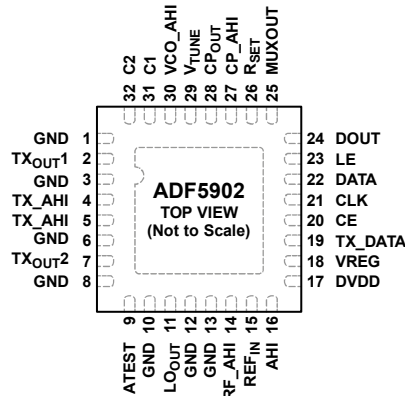 32 C2
31 C1
30 VCO_AHI
29 VTUNE
28 CPOUT
27 CP_AHI
26 RSET
25 MUXOUT
GND 1
TXOUT1 2
GND 3
TX_AHI 4
TX_AHI 5
GND 6
TXOUT2 7
GND 8
ADF5902
TOP VIEW
(Not to Scale)
24 DOUT
23 LE
22 DATA
21 CLK
20 CE
19 TX_DATA
18 VREG
17 DVDD
ATEST 9
GND 10
LOOUT 11
GND 12
GND 13
RF_AHI 14
REFIN 15
AHI 16